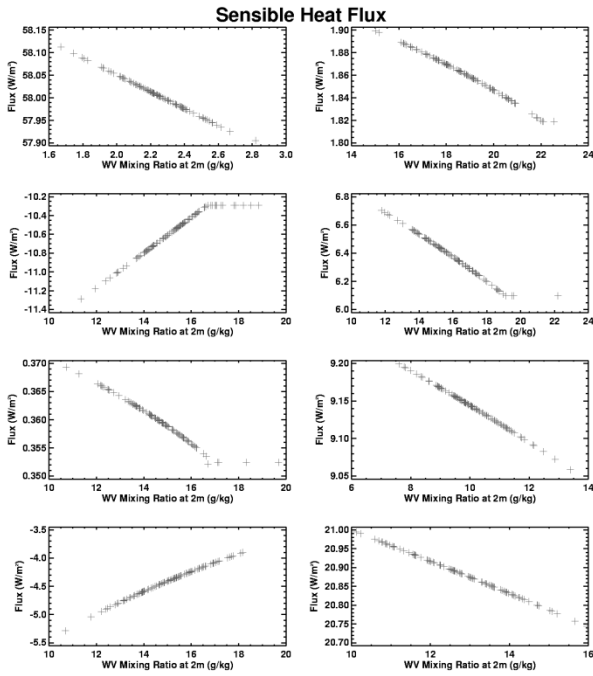 Sensible Heat Flux
58.15
58.10
58.05
58.00
57.95
57.90
Flux (W/m²)
1.6 1.8 2.0 2.2 2.4 2.6 2.8 3.0
WV Mixing Ratio at 2m (g/kg)
1.90
1.88
1.86
1.84
1.82
1.80
Flux (W/m²)
14 16 18 20 22 24
WV Mixing Ratio at 2m (g/kg)
-10.2
-10.4
-10.6
-10.8
-11.0
-11.2
-11.4
Flux (W/m²)
10 12 14 16 18 20
WV Mixing Ratio at 2m (g/kg)
6.8
6.6
6.4
6.2
6.0
Flux (W/m²)
10 12 14 16 18 20 22 24
WV Mixing Ratio at 2m (g/kg)
0.370
0.365
0.360
0.355
0.350
Flux (W/m²)
10 12 14 16 18 20
WV Mixing Ratio at 2m (g/kg)
9.20
9.15
9.10
9.05
Flux (W/m²)
6 8 10 12 14
WV Mixing Ratio at 2m (g/kg)
-3.5
-4.0
-4.5
-5.0
-5.5
Flux (W/m²)
10 12 14 16 18 20
WV Mixing Ratio at 2m (g/kg)
21.00
20.95
20.90
20.85
20.80
20.75
20.70
Flux (W/m²)
10 12 14 16
WV Mixing Ratio at 2m (g/kg)